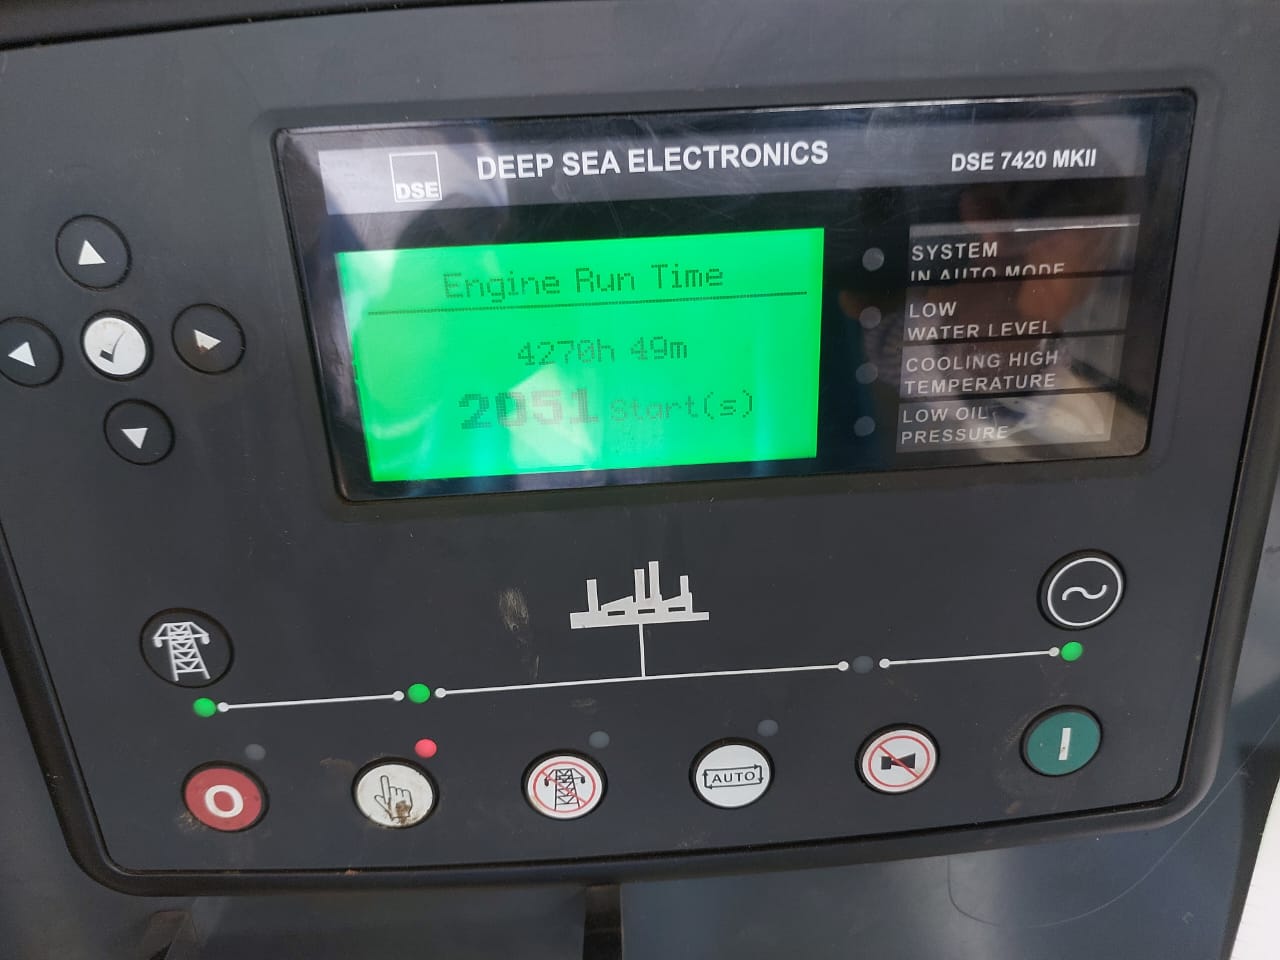 DSE
DEEP SEA ELECTRONICS
DSE 7420 MKII
Engine Run Time
4270h 49m
2051 Start(s)
SYSTEM
IN AUTO MODE
LOW
WATER LEVEL
COOLING HIGH
TEMPERATURE
LOW OIL
PRESSURE
O
AUTO
I